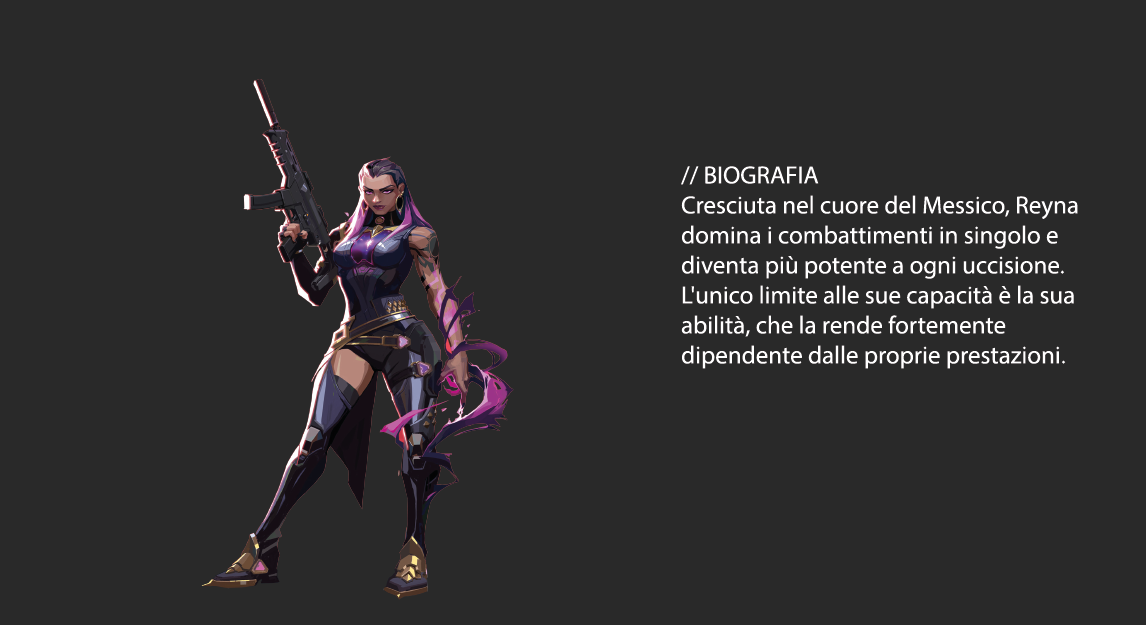 // BIOGRAFIA
Cresciuta nel cuore del Messico, Reyna
domina i combattimenti in singolo e
diventa più potente a ogni uccisione.
L'unico limite alle sue capacità è la sua
abilità, che la rende fortemente
dipendente dalle proprie prestazioni.